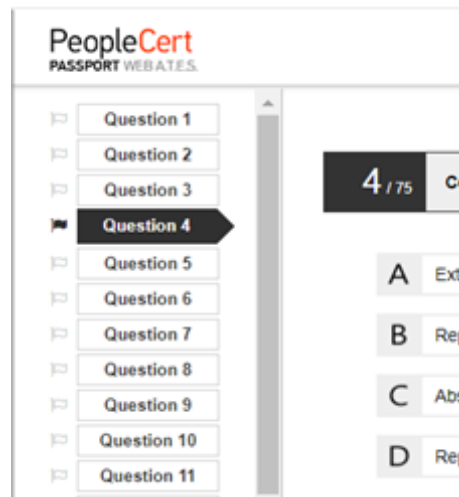 PeopleCert
PASSPORT WEB A.T.E.S.
Question 1
Question 2
Question 3
Question 4
Question 5
Question 6
Question 7
Question 8
Question 9
Question 10
Question 11
4 / 75
A
B
C
D